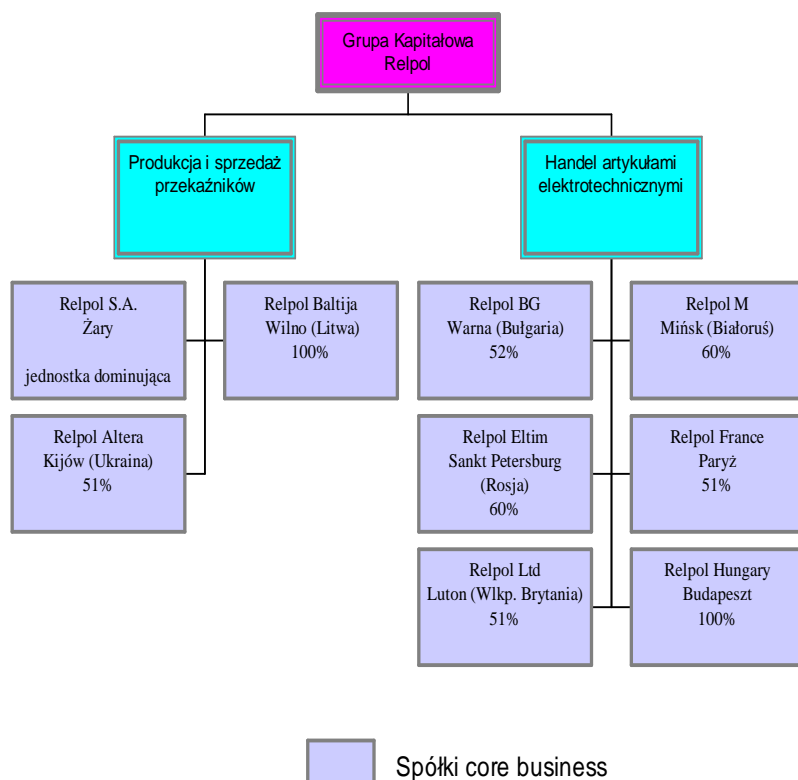 Grupa Kapitałowa
Relpol
Produkcja i sprzedaż
przekaźników
Handel artykułami
elektrotechnicznymi
Relpol S.A.
Żary
jednostka dominująca
Relpol Baltija
Wilno (Litwa)
100%
Relpol BG
Warna (Bułgaria)
52%
Relpol M
Mińsk (Białoruś)
60%
Relpol Altera
Kijów (Ukraina)
51%
Relpol Eltim
Sankt Petersburg
(Rosja)
60%
Relpol France
Paryż
51%
Relpol Ltd
Luton (Wlkp. Brytania)
51%
Relpol Hungary
Budapeszt
100%
Spółki core business